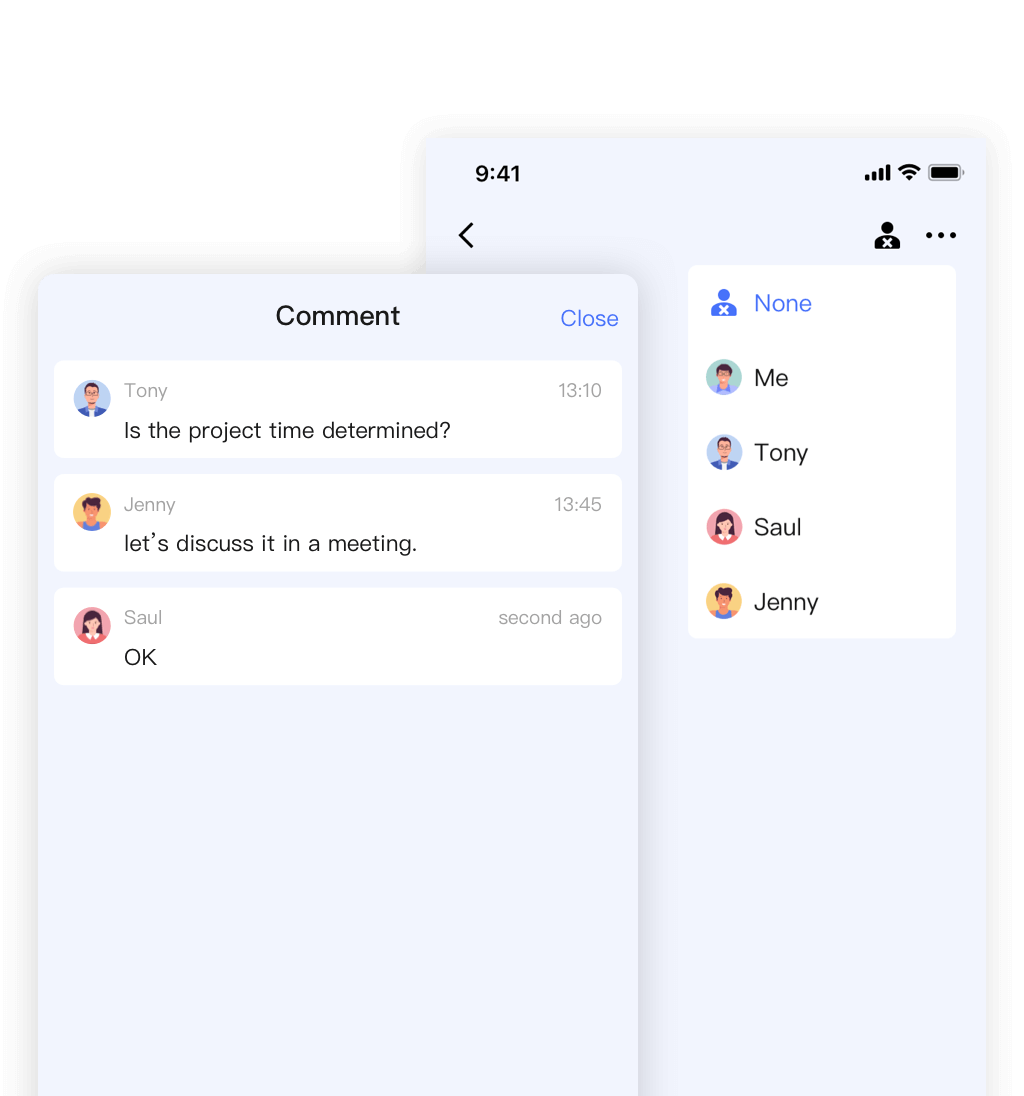 9:41
Comment
Close
Tony
13:10
Is the project time determined?
Jenny
13:45
let’s discuss it in a meeting.
Saul
second ago
OK
None
Me
Tony
Saul
Jenny